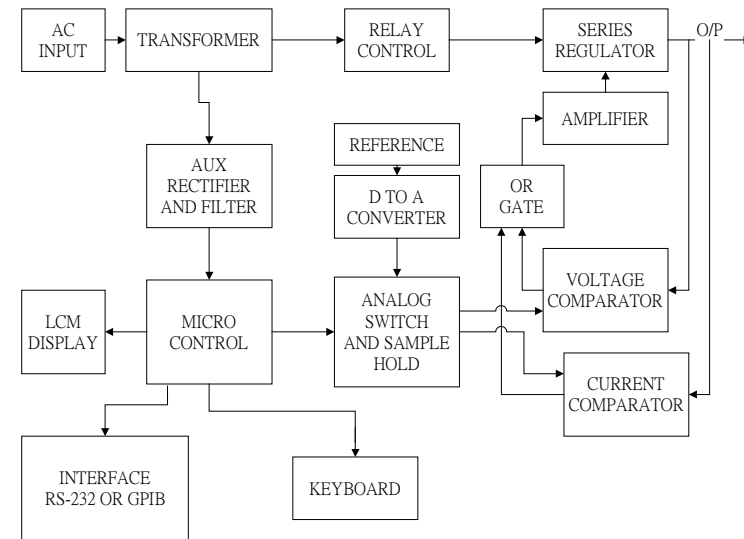 AC
INPUT
TRANSFORMER
RELAY
CONTROL
SERIES
REGULATOR
O/P
AMPLIFIER
REFERENCE
AUX
RECTIFIER
AND FILTER
D TO A
CONVERTER
OR
GATE
VOLTAGE
COMPARATOR
LCM
DISPLAY
MICRO
CONTROL
ANALOG
SWITCH
AND SAMPLE
HOLD
CURRENT
COMPARATOR
INTERFACE
RS-232 OR GPIB
KEYBOARD